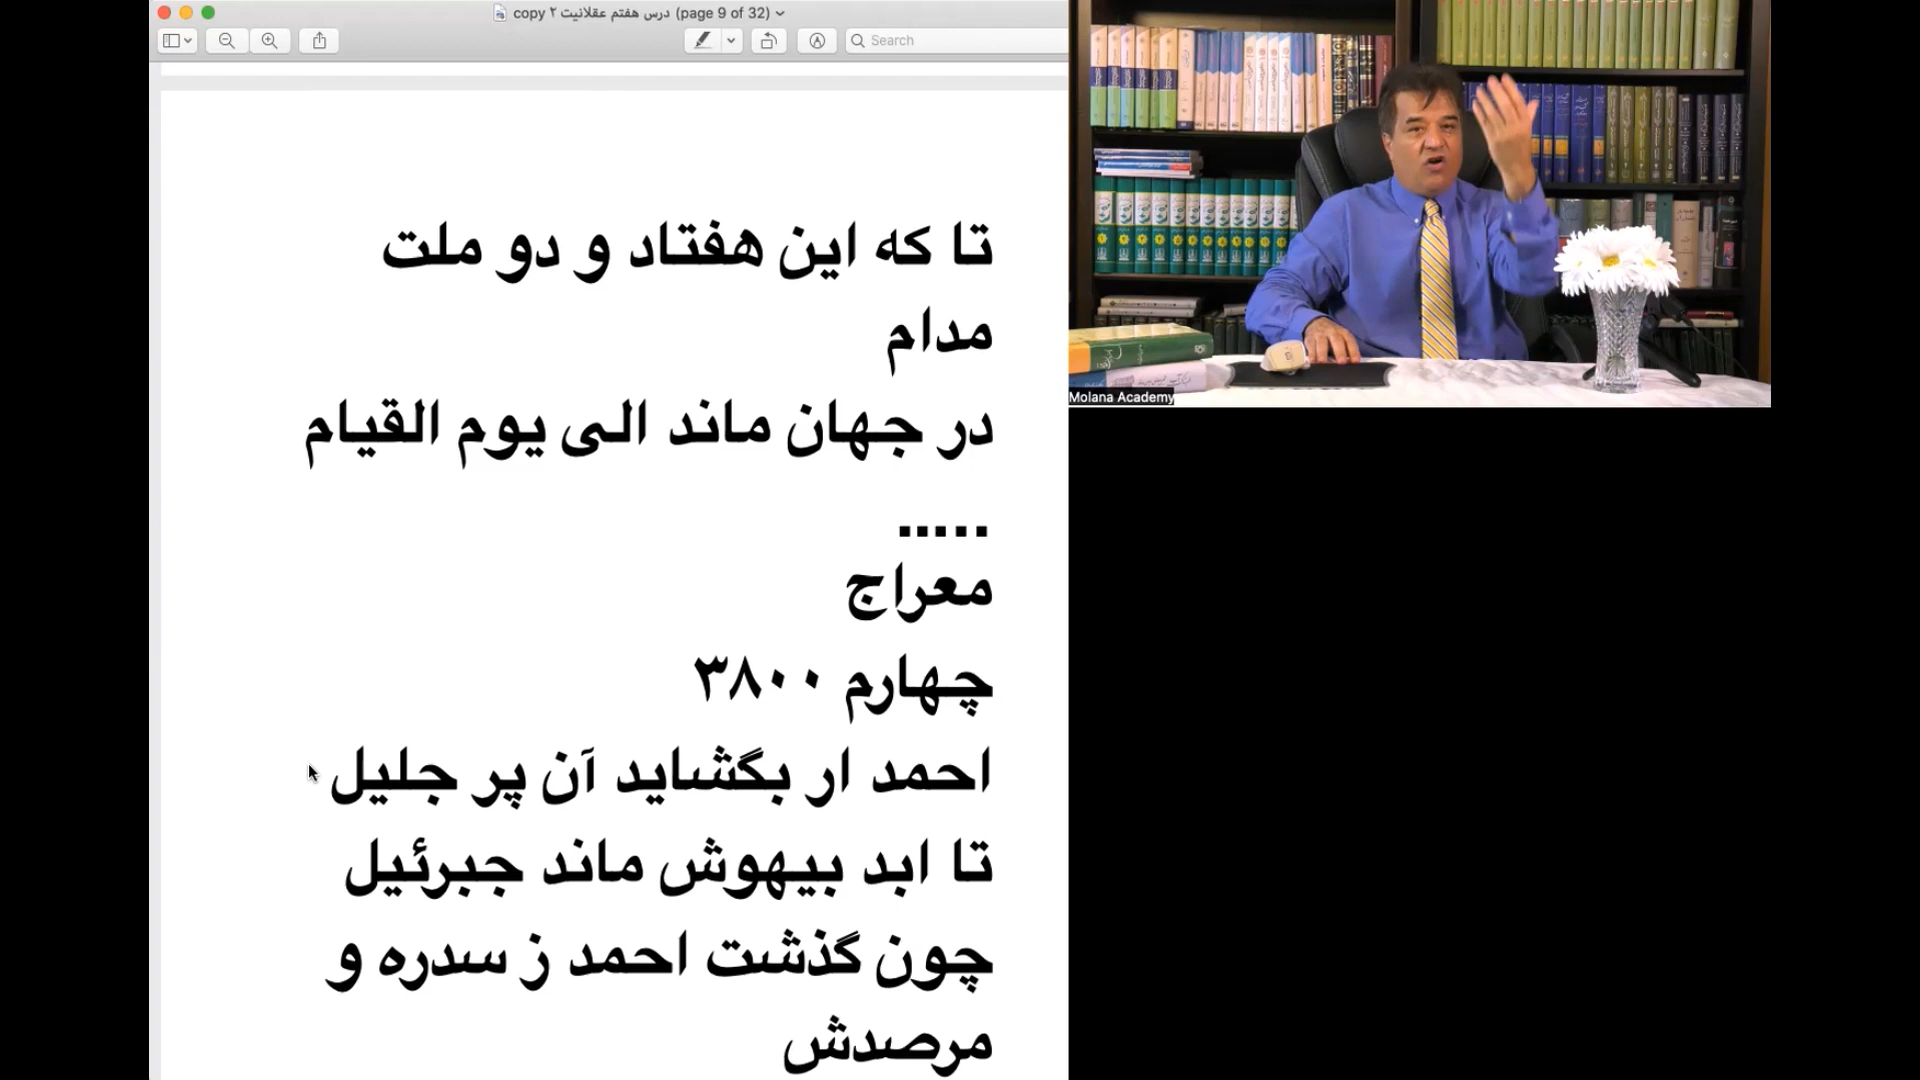 درس هفتم عقلانیت ۲ copy (page 9 of 32)
Search
تا که این هفتاد و دو ملت
مدام
در جهان ماند الی یوم القیام
.....
معراج
چهارم ۳۸۰۰
احمد ار بگشاید آن پر جلیل
تا ابد بیهوش ماند جبرئیل
چون گذشت احمد ز سدره و
مرصدش
Molana Academy